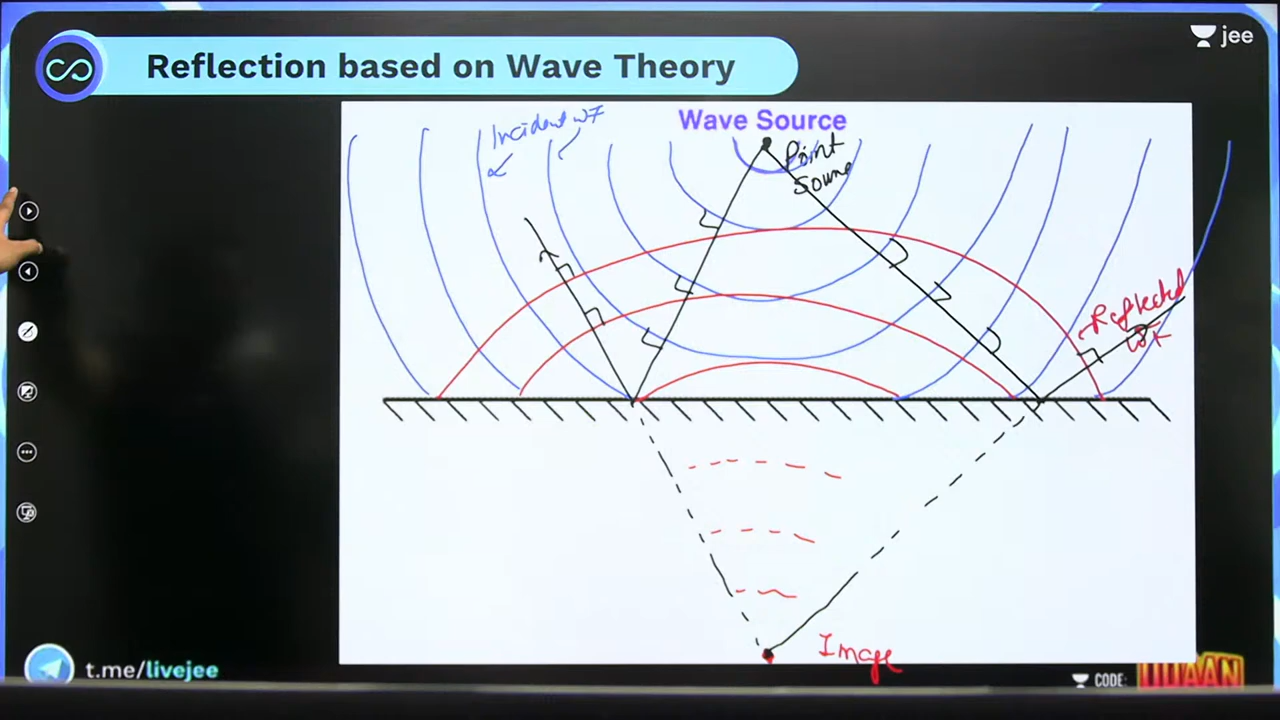 jee
Reflection based on Wave Theory
Incident WF
Wave Source
Point
Source
Reflected
WF
Image
t.me/livejee
CODE: